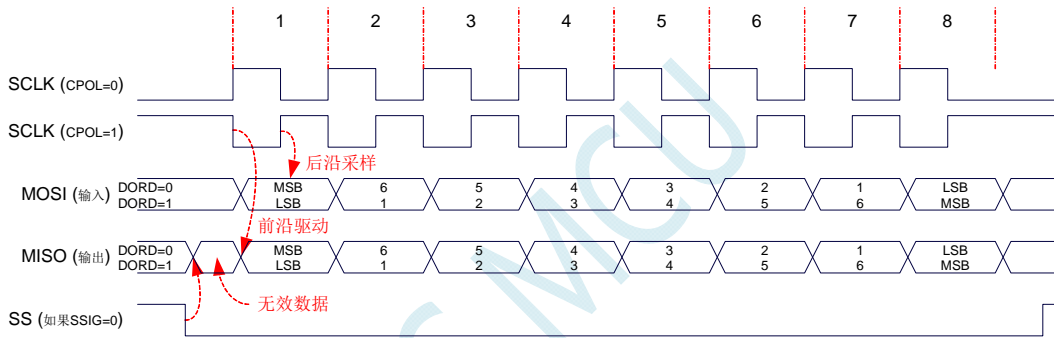 1 2 3 4 5 6 7 8
SCLK (CPOL=0)
SCLK (CPOL=1)
后沿采样
MOSI (输入) DORD=0 MSB 6 5 4 3 2 1 LSB
DORD=1 LSB 1 2 3 4 5 6 MSB
前沿驱动
MISO (输出) DORD=0 MSB 6 5 4 3 2 1 LSB
DORD=1 LSB 1 2 3 4 5 6 MSB
无效数据
SS (如果SSIG=0)
MCU